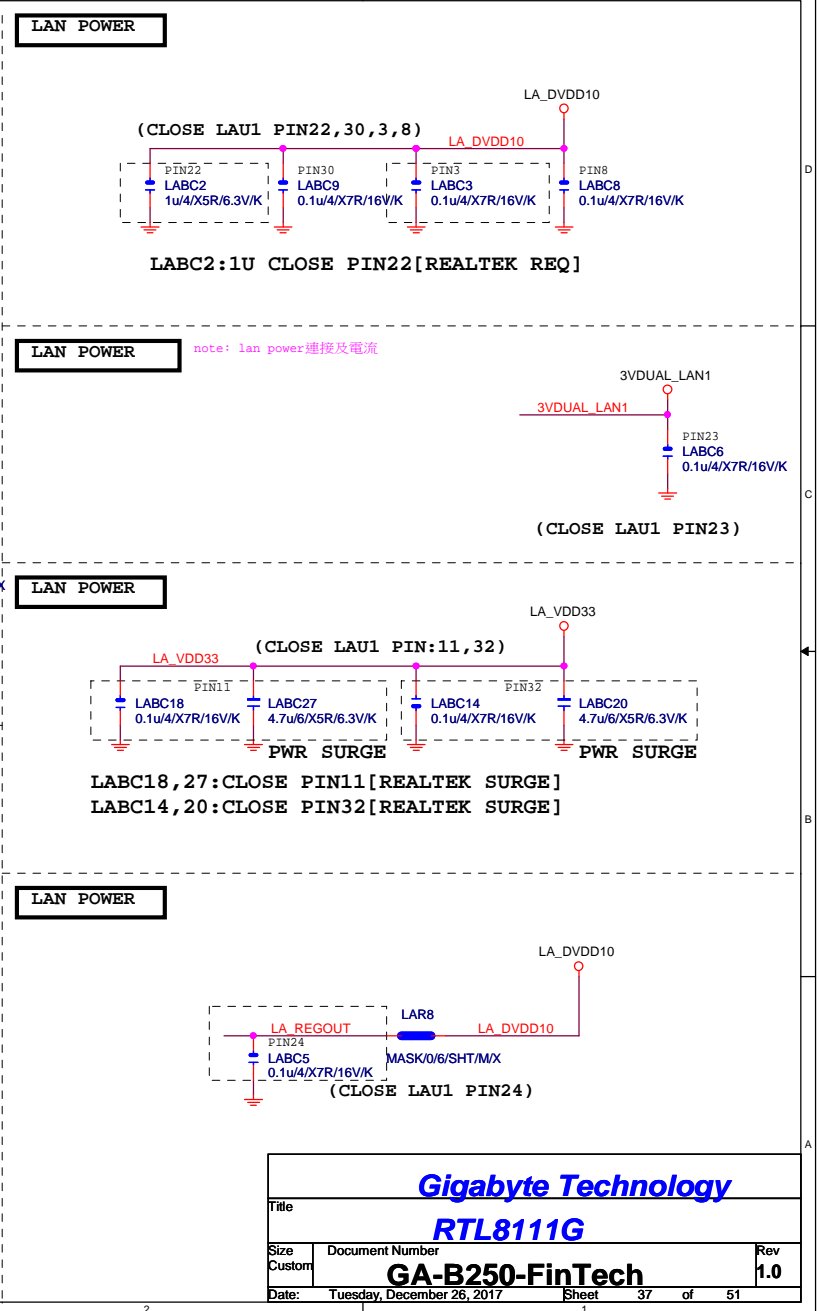 LAN POWER
LA_DVDD10
(CLOSE LAU1 PIN22,30,3,8)
LA_DVDD10
PIN22
LABC2
1u/4/X5R/6.3V/K
PIN30
LABC9
0.1u/4/X7R/16V/K
PIN3
LABC3
0.1u/4/X7R/16V/K
PIN8
LABC8
0.1u/4/X7R/16V/K
D
LABC2:1U CLOSE PIN22[REALTEK REQ]
LAN POWER
note: lan power連接及電流
3VDUAL_LAN1
3VDUAL_LAN1
PIN23
LABC6
0.1u/4/X7R/16V/K
C
(CLOSE LAU1 PIN23)
X
LAN POWER
LA_VDD33
(CLOSE LAU1 PIN:11,32)
LA_VDD33
PIN11
LABC18
0.1u/4/X7R/16V/K
LABC27
4.7u/6/X5R/6.3V/K
PIN32
LABC14
0.1u/4/X7R/16V/K
LABC20
4.7u/6/X5R/6.3V/K
PWR SURGE
PWR SURGE
LABC18,27:CLOSE PIN11[REALTEK SURGE]
LABC14,20:CLOSE PIN32[REALTEK SURGE]
B
LAN POWER
LA_DVDD10
LAR8
LA_REGOUT
LA_DVDD10
PIN24
LABC5
0.1u/4/X7R/16V/K
MASK/0/6/SHT/M/X
(CLOSE LAU1 PIN24)
A
Gigabyte Technology
Title
RTL8111G
Size
Custom
Document Number
GA-B250-FinTech
Rev
1.0
Date: Tuesday, December 26, 2017 Sheet 37 of 51
2
1